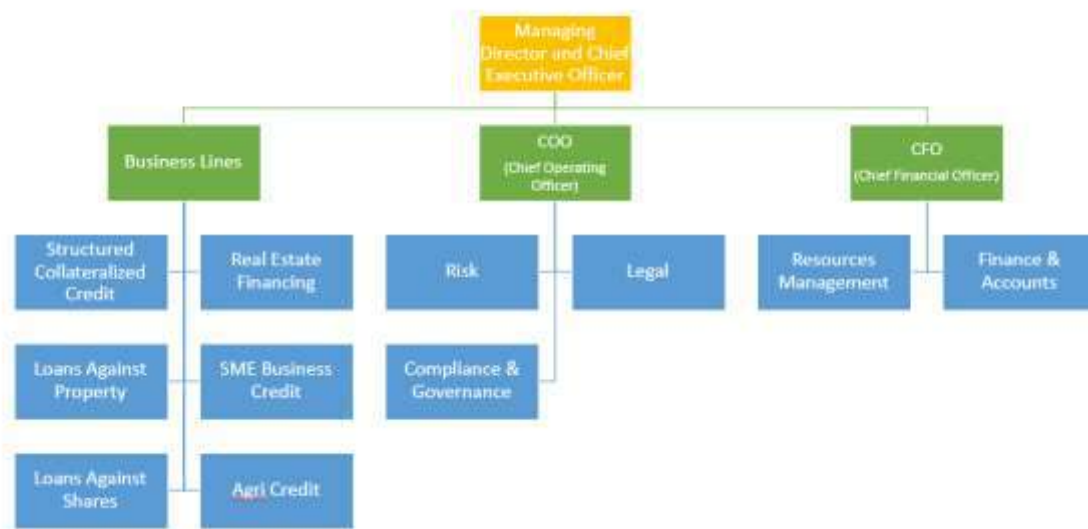 Managing
Director and Chief
Executive Officer
Business Lines
COO
(Chief Operating
Officer)
CFO
(Chief Financial Officer)
Structured
Collateralized
Credit
Real Estate
Financing
Risk
Legal
Resources
Management
Finance &
Accounts
Loans Against
Property
SME Business
Credit
Compliance &
Governance
Loans Against
Shares
Agri Credit